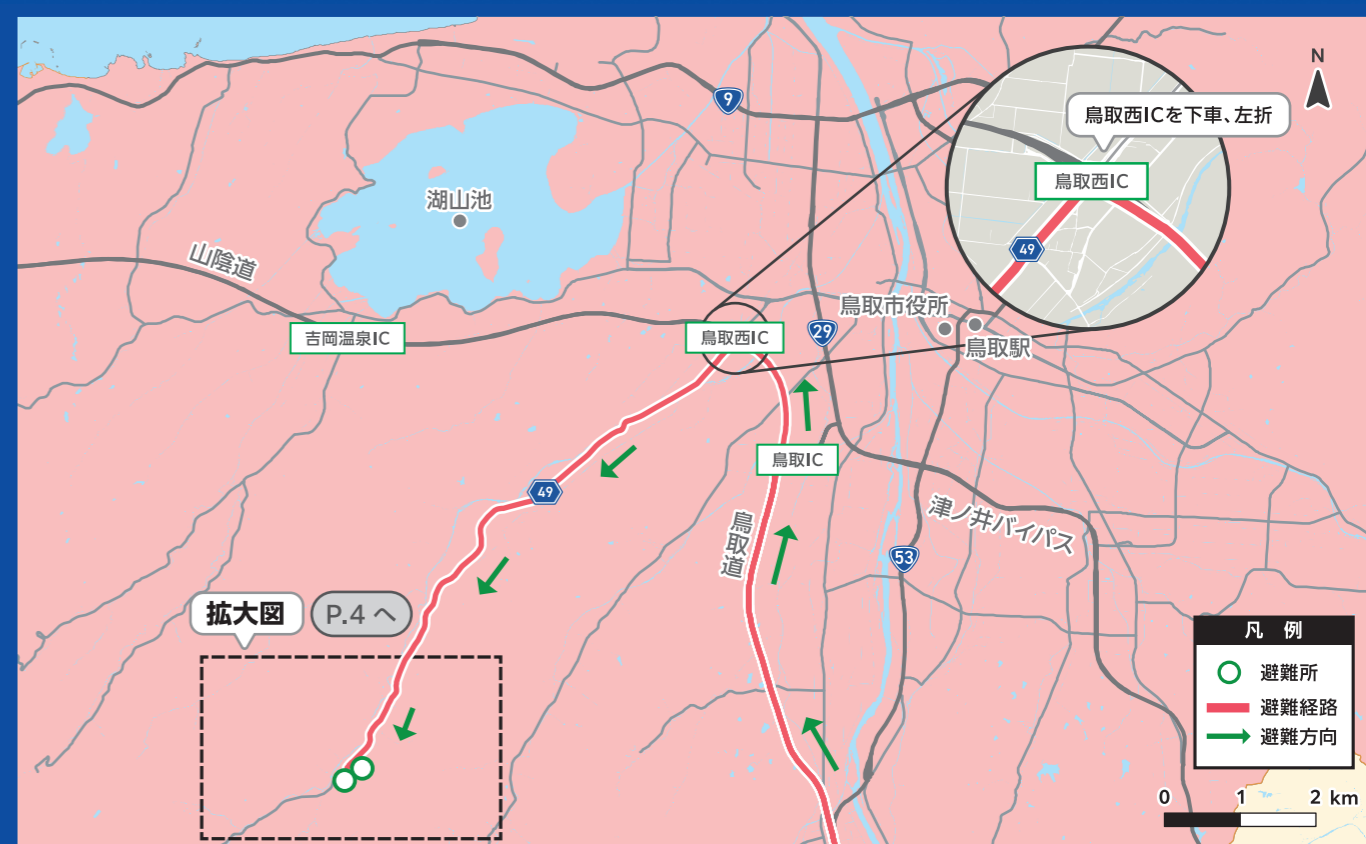 N
9
鳥取西ICを下車、左折
鳥取西IC
49
湖山池
山陰道
吉岡温泉IC
鳥取西IC
29
鳥取市役所
鳥取駅
鳥取IC
49
鳥取道
津ノ井バイパス
53
拡大図
P.4 へ
凡 例
避難所
避難経路
避難方向
0 1 2 km